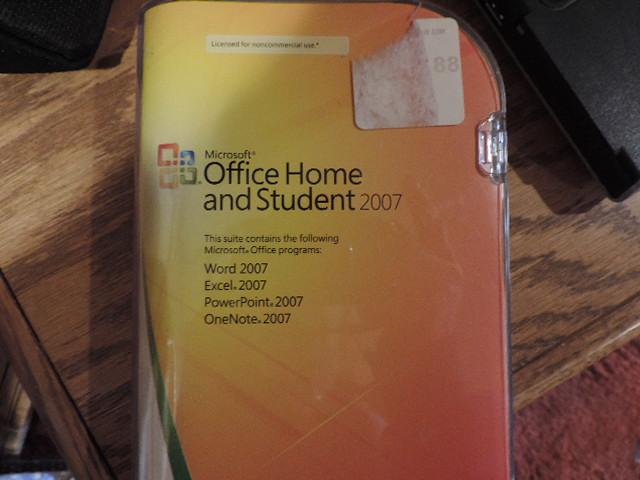 Licensed for noncommercial use.*
88
Microsoft®
Office Home
and Student 2007
This suite contains the following
Microsoft® Office programs:
Word 2007
Excel® 2007
PowerPoint® 2007
OneNote® 2007